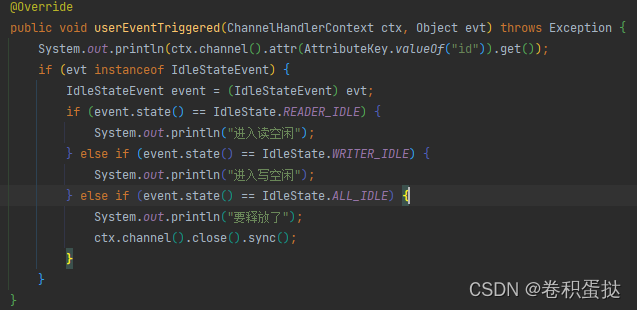 @Override
public void userEventTriggered(ChannelHandlerContext ctx, Object evt) throws Exception {
    System.out.println(ctx.channel().attr(AttributeKey.valueOf("id")).get());
    if (evt instanceof IdleStateEvent) {
        IdleStateEvent event = (IdleStateEvent) evt;
        if (event.state() == IdleState.READER_IDLE) {
            System.out.println("进入读空闲");
        } else if (event.state() == IdleState.WRITER_IDLE) {
            System.out.println("进入写空闲");
        } else if (event.state() == IdleState.ALL_IDLE) {
            System.out.println("要释放了");
            ctx.channel().close().sync();
        }
    }
}
CSDN @卷积蛋挞